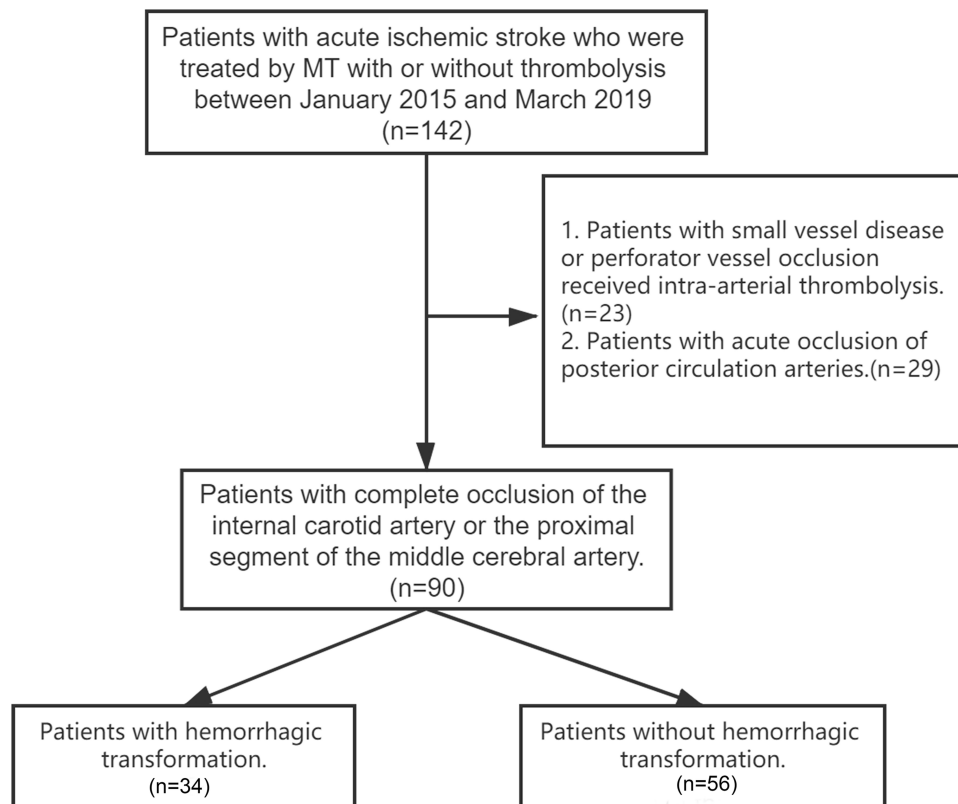 Patients with acute ischemic stroke who were
treated by MT with or without thrombolysis
between January 2015 and March 2019
(n=142)
1. Patients with small vessel disease
or perforator vessel occlusion
received intra-arterial thrombolysis.
(n=23)
2. Patients with acute occlusion of
posterior circulation arteries.(n=29)
Patients with complete occlusion of the
internal carotid artery or the proximal
segment of the middle cerebral artery.
(n=90)
Patients with hemorrhagic
transformation.
(n=34)
Patients without hemorrhagic
transformation.
(n=56)